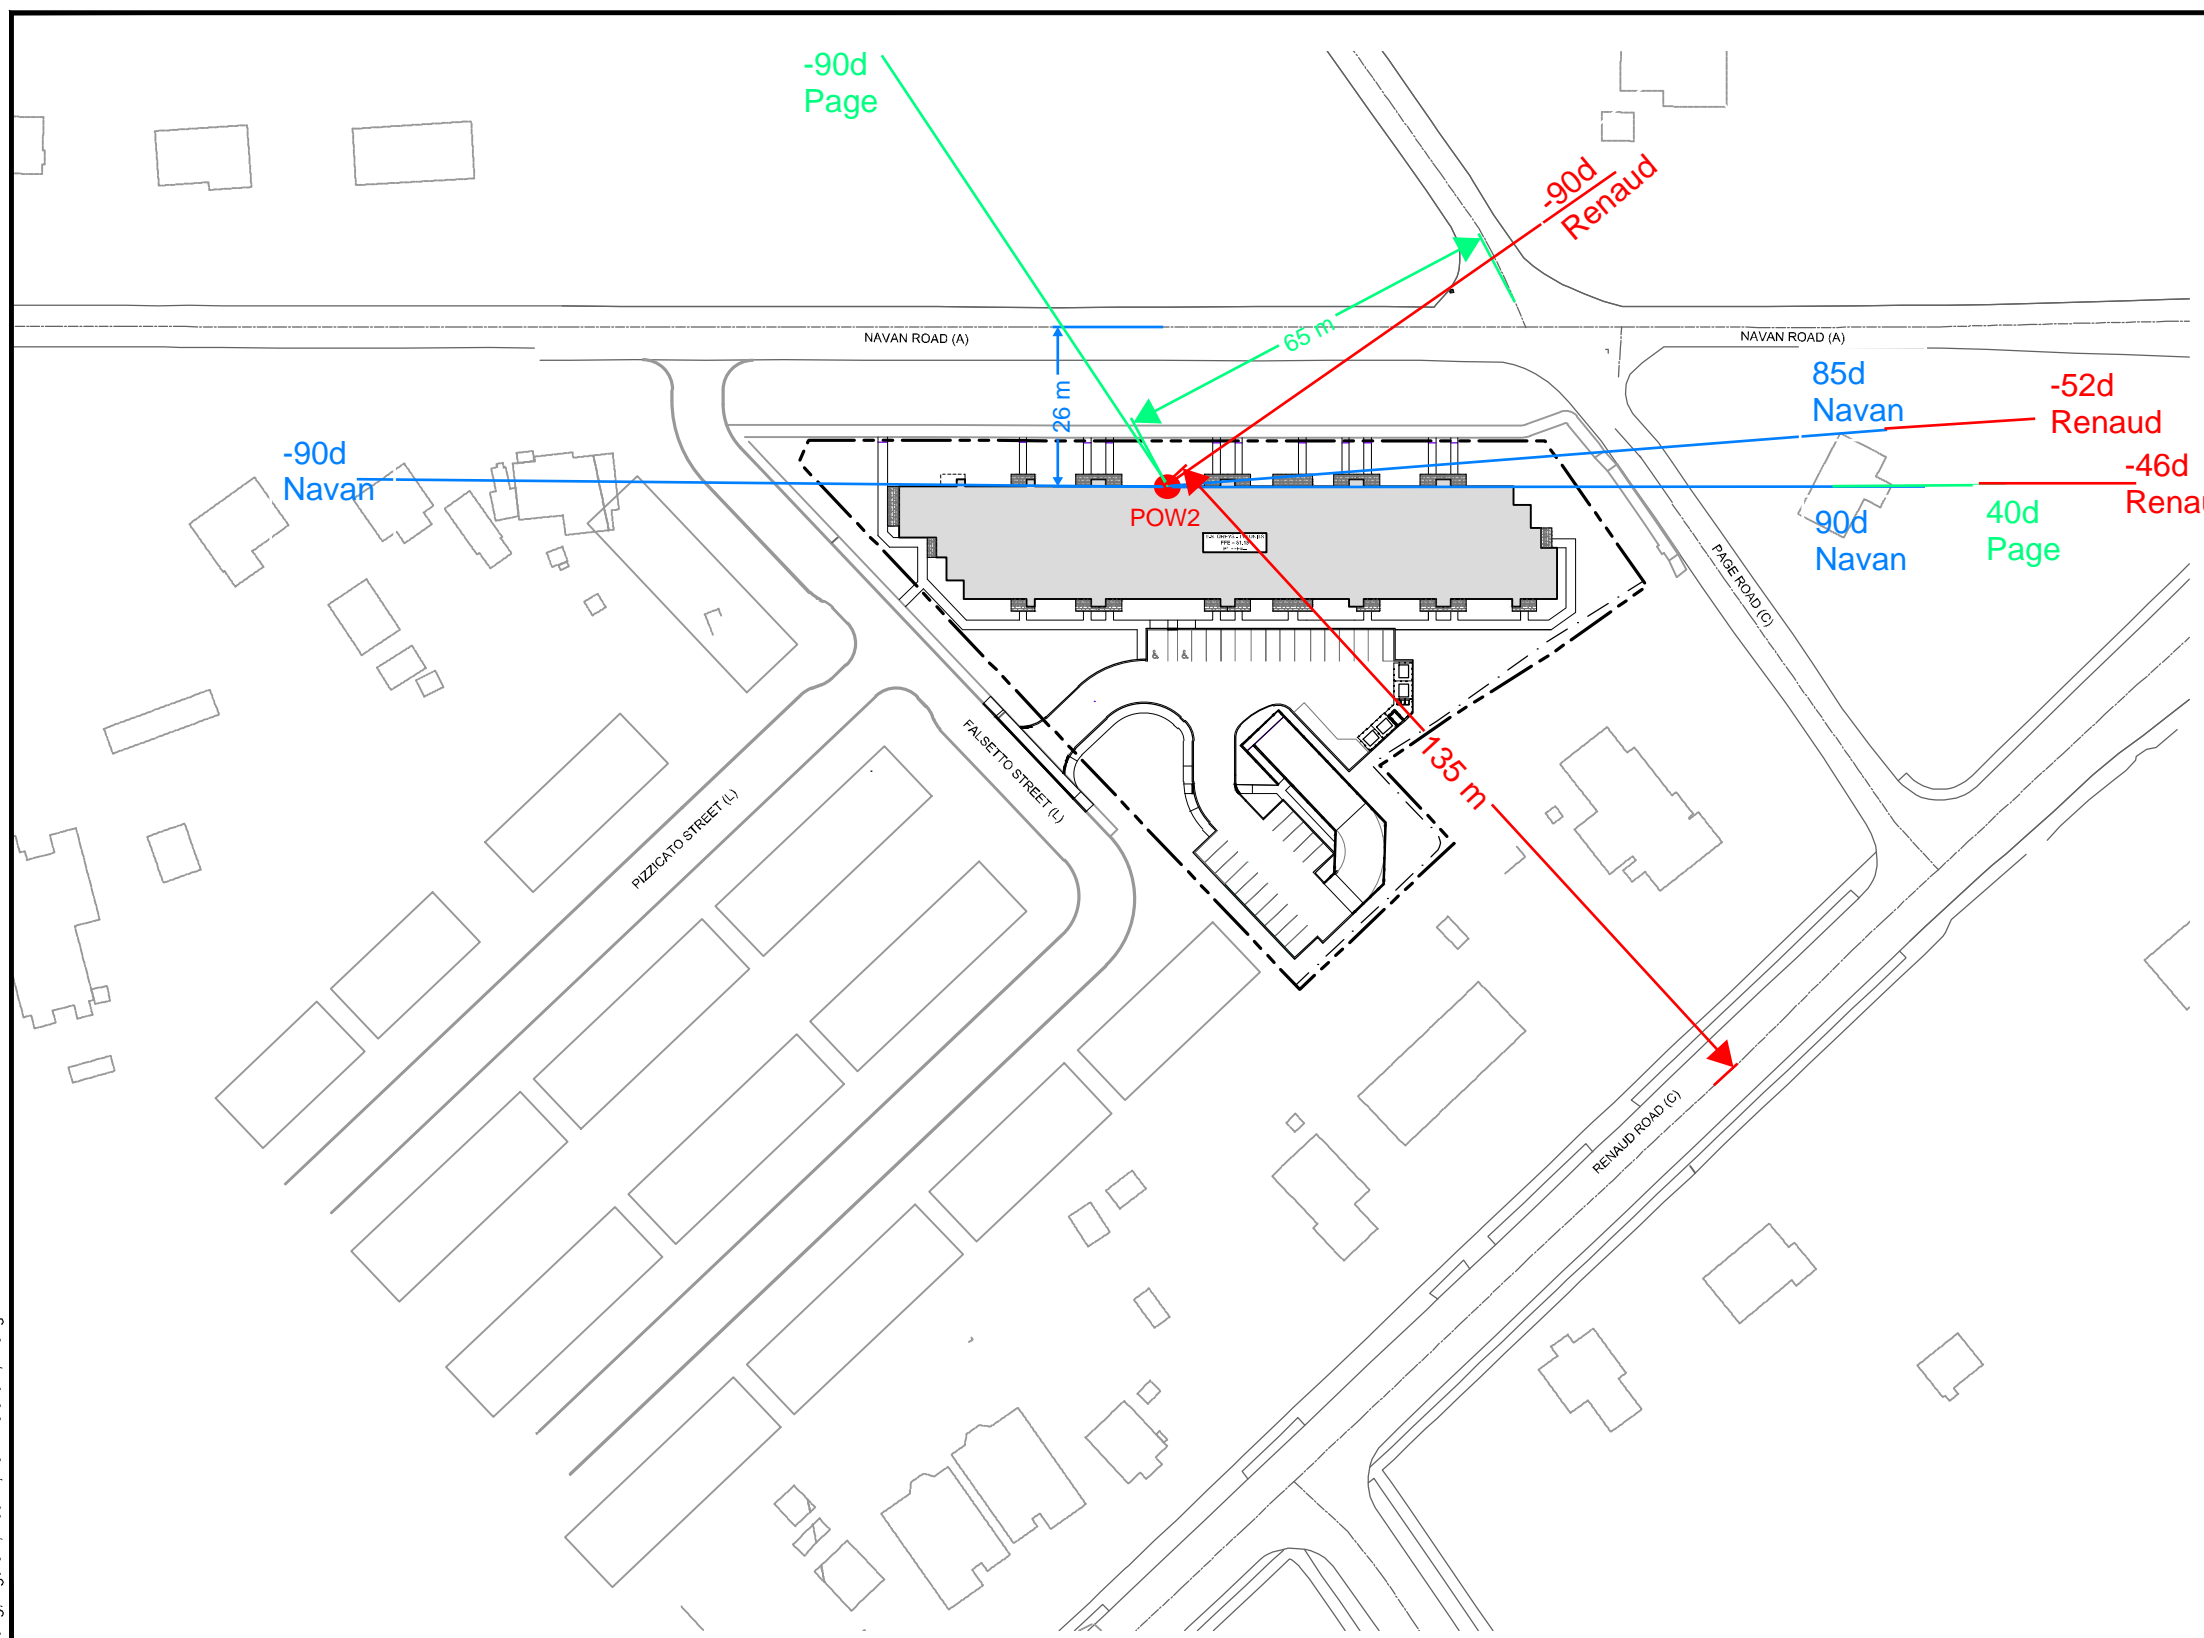 -90d
Page
-90d
Renaud
65 m
NAVAN ROAD (A)
NAVAN ROAD (A)
26 m
85d
Navan
-52d
Renaud
-90d
Navan
-46d
Renau
POW2
90d
Navan
40d
Page
PAGE ROAD (C)
FALSETTO STREET (L)
135 m
PIZZICATO STREET (L)
RENAUD ROAD (C)